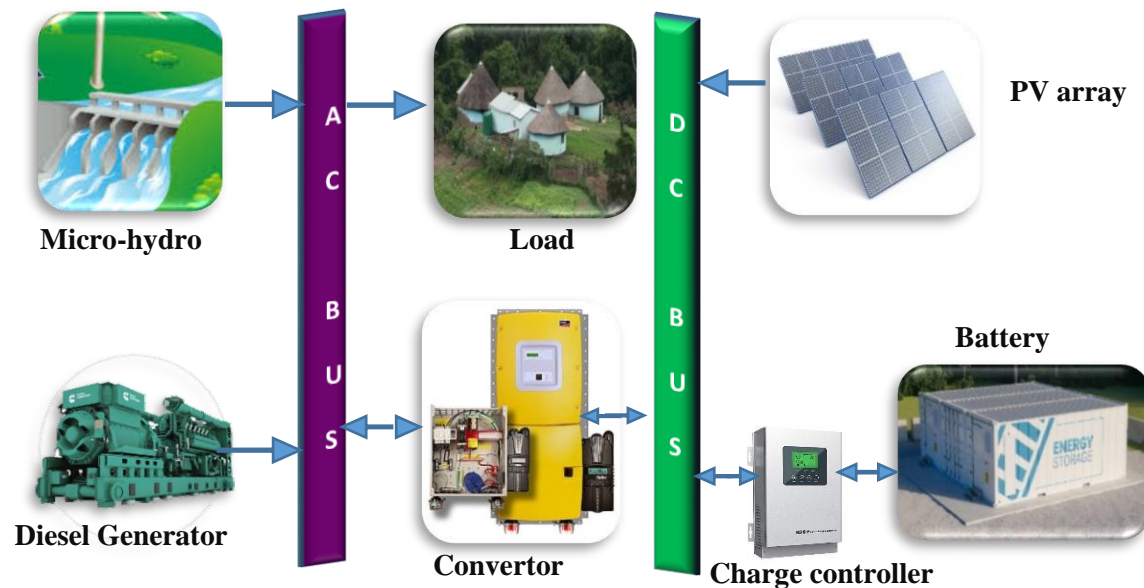 A
C
B
U
S
D
C
B
U
S
PV array
Micro-hydro
Load
Battery
ENERGY
STORAGE
Diesel Generator
Convertor
Charge controller